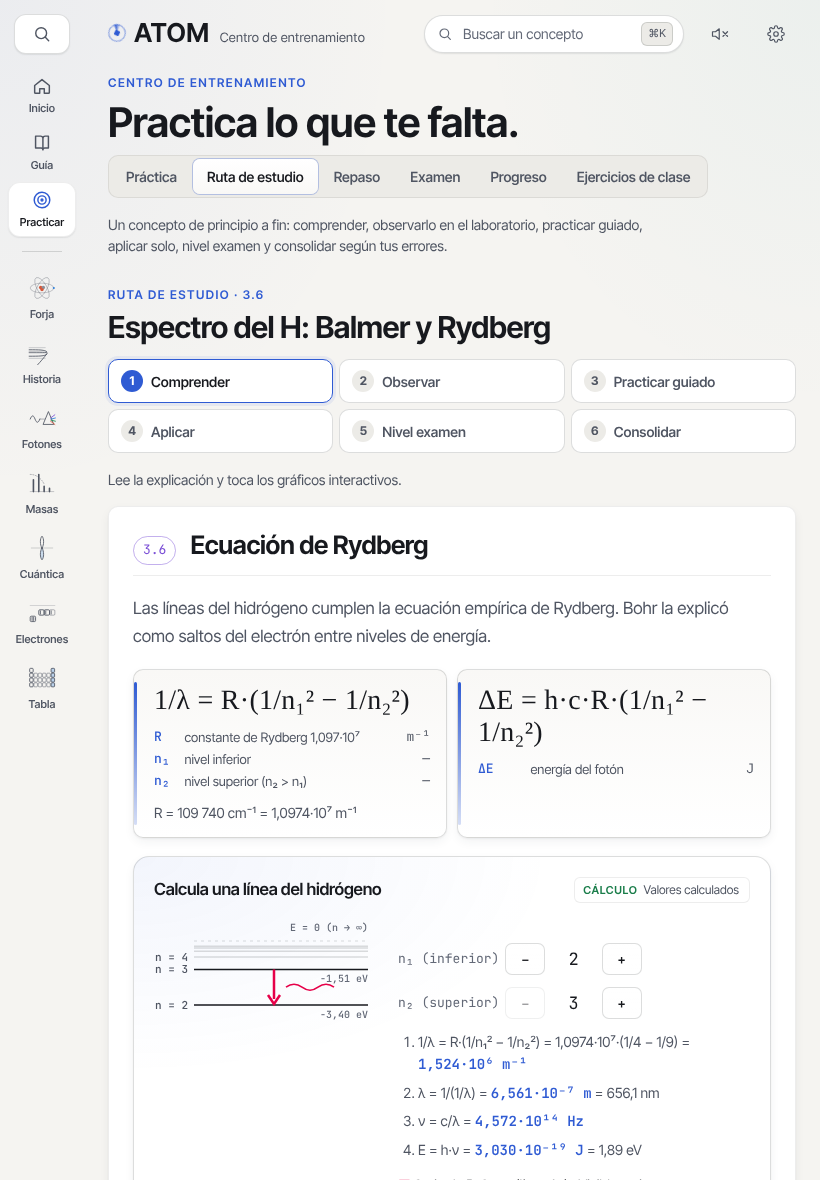 ATOM Centro de entrenamiento
Buscar un concepto ⌘K
Inicio
Guía
Practicar
Forja
Historia
Fotones
Masas
Cuántica
Electrones
Tabla
CENTRO DE ENTRENAMIENTO
Practica lo que te falta.
Práctica Ruta de estudio Repaso Examen Progreso Ejercicios de clase
Un concepto de principio a fin: comprender, observarlo en el laboratorio, practicar guiado,
aplicar solo, nivel examen y consolidar según tus errores.
RUTA DE ESTUDIO · 3.6
Espectro del H: Balmer y Rydberg
1 Comprender 2 Observar 3 Practicar guiado
4 Aplicar 5 Nivel examen 6 Consolidar
Lee la explicación y toca los gráficos interactivos.
3.6 Ecuación de Rydberg
Las líneas del hidrógeno cumplen la ecuación empírica de Rydberg. Bohr la explicó
como saltos del electrón entre niveles de energía.
1/λ = R·(1/n₁² − 1/n₂²)
R constante de Rydberg 1,097·10⁷ m⁻¹
n₁ nivel inferior —
n₂ nivel superior (n₂ > n₁) —
R = 109 740 cm⁻¹ = 1,0974·10⁷ m⁻¹
ΔE = h·c·R·(1/n₁² −
1/n₂²)
ΔE energía del fotón J
Calcula una línea del hidrógeno
CÁLCULO Valores calculados
E = 0 (n → ∞)
n = 4
n = 3
-1,51 eV
n = 2
-3,40 eV
n₁ (inferior) − 2 +
n₂ (superior) − 3 +
1. 1/λ = R·(1/n₁² − 1/n₂²) = 1,0974·10⁷·(1/4 − 1/9) =
1,524·10⁶ m⁻¹
2. λ = 1/(1/λ) = 6,561·10⁻⁷ m = 656,1 nm
3. ν = c/λ = 4,572·10¹⁴ Hz
4. E = h·ν = 3,030·10⁻¹⁹ J = 1,89 eV